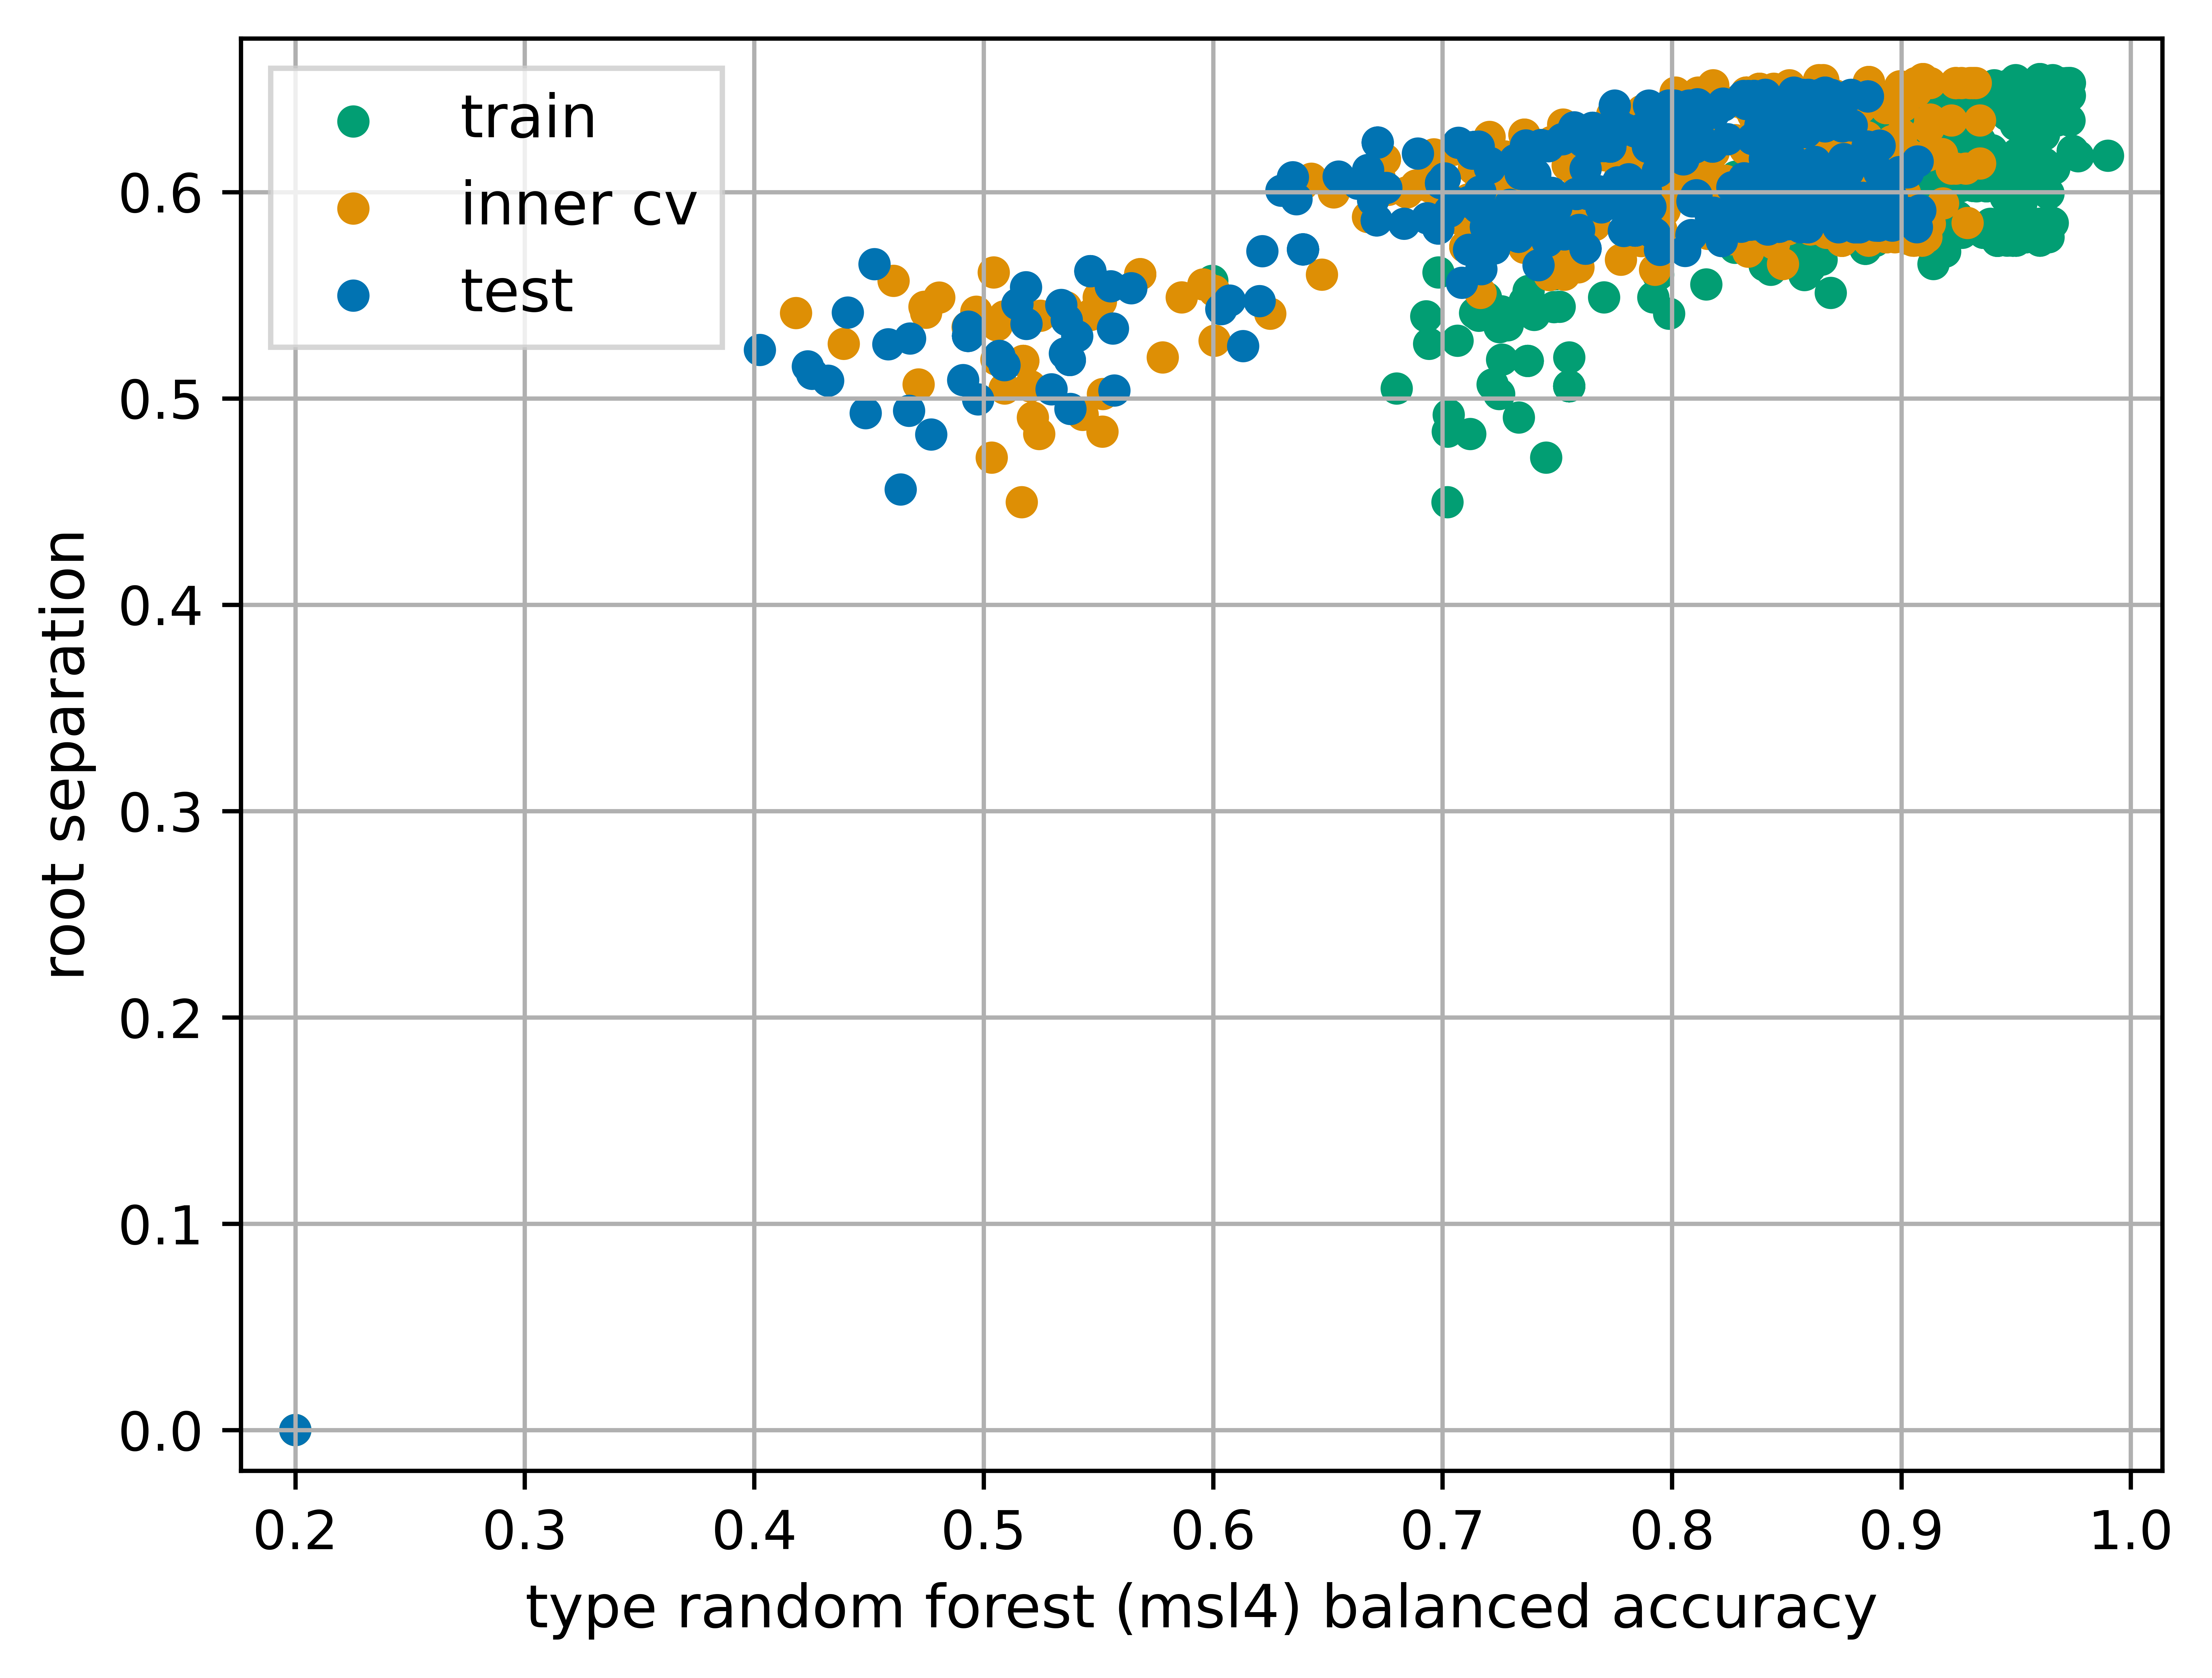 train
inner cv
test
root separation
0.6
0.5
0.4
0.3
0.2
0.1
0.0
0.2 0.3 0.4 0.5 0.6 0.7 0.8 0.9 1.0
type random forest (msl4) balanced accuracy